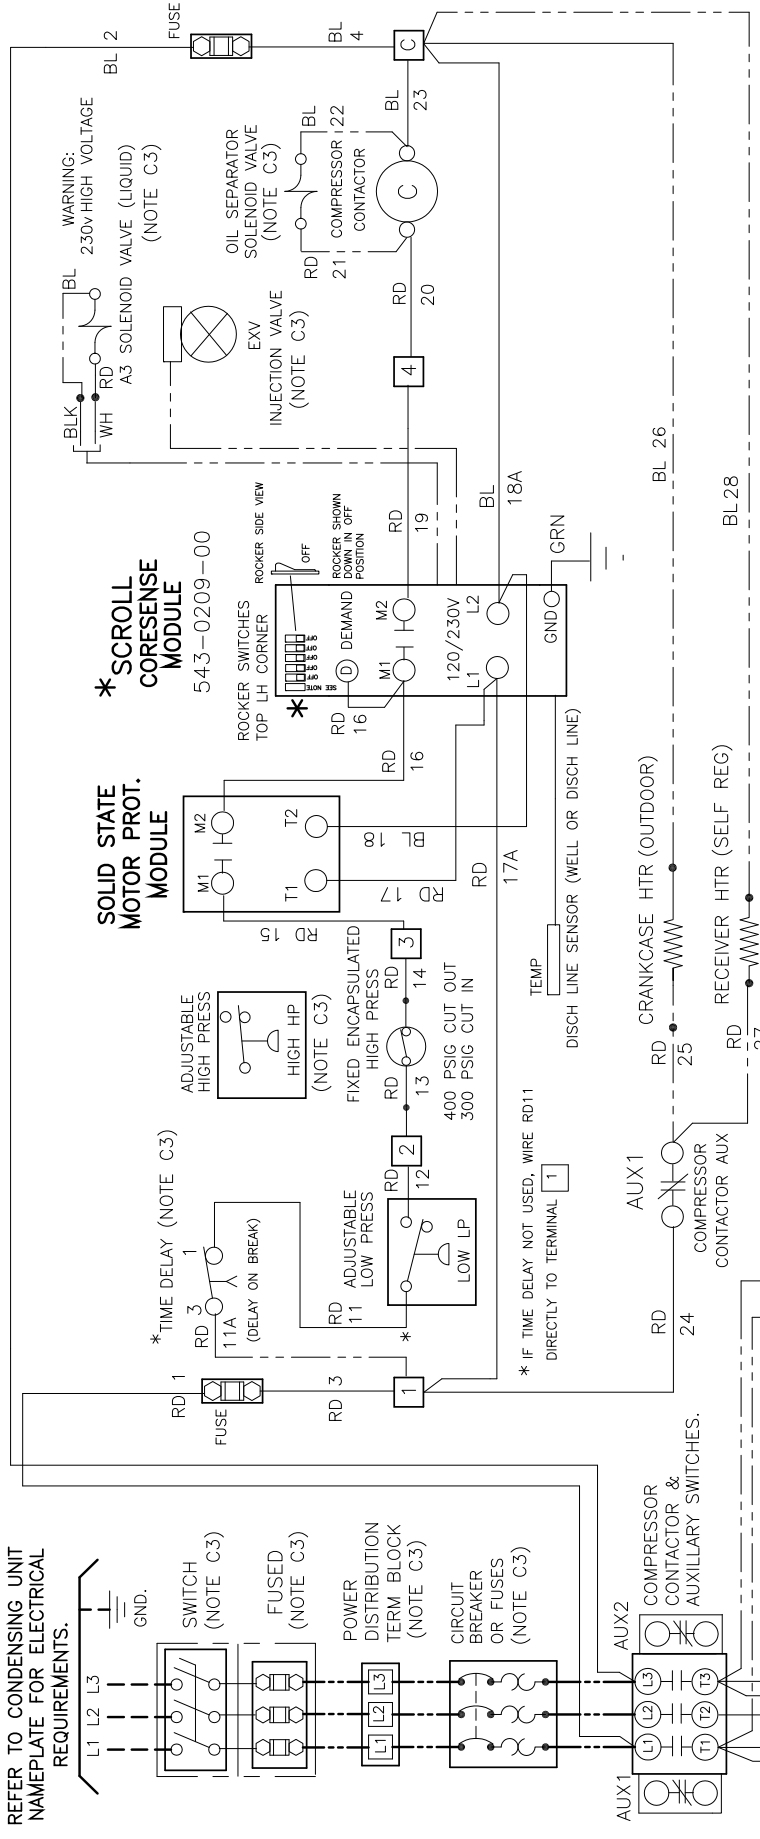 REFER TO CONDENSING UNIT
NAMEPLATE FOR ELECTRICAL
REQUIREMENTS.
L1
L2
L3
GND.
SWITCH
(NOTE C3)
FUSED
(NOTE C3)
POWER
DISTRIBUTION
TERM BLOCK
(NOTE C3)
L1
L2
L3
CIRCUIT
BREAKER
OR FUSES
(NOTE C3)
AUX1
AUX2
L1
L2
L3
T1
T2
T3
COMPRESSOR
CONTACTOR &
AUXILLARY SWITCHES.
RD 1
FUSE
RD 3
1
*TIME DELAY (NOTE C3)
3
1
RD
11A
(DELAY ON BREAK)
RD
11
*
ADJUSTABLE
LOW PRESS
LOW LP
RD
12
2
* IF TIME DELAY NOT USED, WIRE RD11
DIRECTLY TO TERMINAL 1
ADJUSTABLE
HIGH PRESS
HIGH HP
(NOTE C3)
FIXED ENCAPSULATED
HIGH PRESS
RD
13
RD
14
400 PSIG CUT OUT
300 PSIG CUT IN
3
RD 15
SOLID STATE
MOTOR PROT.
MODULE
M1
M2
T1
T2
RD 17
BL 18
RD
16
RD
17A
RD
16
*SCROLL
CORESENSE
MODULE
543-0209-00
ROCKER SWITCHES
TOP LH CORNER
ROCKER SIDE VIEW
OFF
ROCKER SHOWN
DOWN IN OFF
POSITION
*
SEE NOTE
OFF
OFF
OFF
OFF
OFF
D
DEMAND
M1
M2
120/230V
L1
L2
GND
GRN
TEMP
DISCH LINE SENSOR (WELL OR DISCH LINE)
RD
19
BL
18A
4
RD
20
BLK
WH
BL
RD
WARNING:
230v HIGH VOLTAGE
A3 SOLENOID VALVE (LIQUID)
(NOTE C3)
EXV
INJECTION VALVE
(NOTE C3)
OIL SEPARATOR
SOLENOID VALVE
(NOTE C3)
RD
21
BL
22
COMPRESSOR
CONTACTOR
C
BL
23
C
BL
4
FUSE
BL 2
RD
24
AUX1
COMPRESSOR
CONTACTOR AUX
RD
25
CRANKCASE HTR (OUTDOOR)
BL 26
RD
27
RECEIVER HTR (SELF REG)
BL28